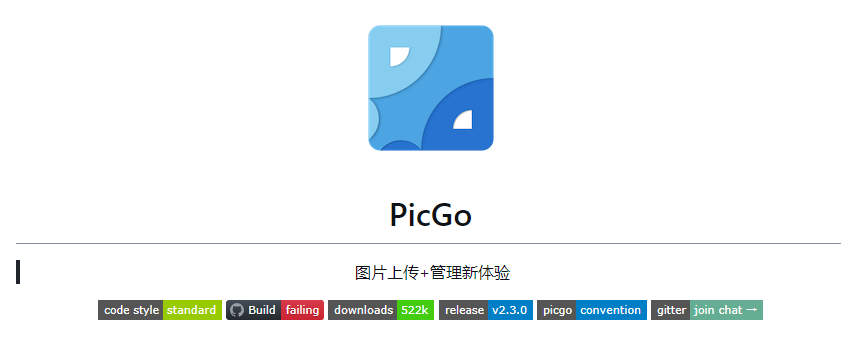 PicGo
图片上传+管理新体验
code style standard Build failing downloads 522k release v2.3.0 picgo convention gitter join chat →